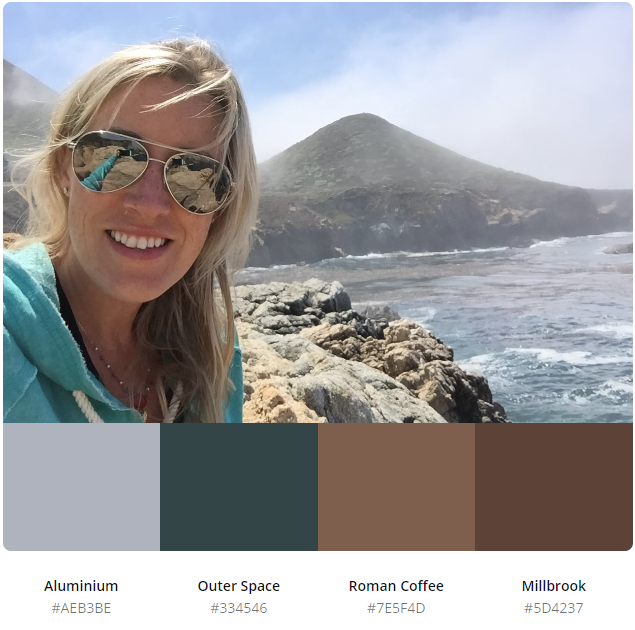 Aluminium
#AEB3BE
Outer Space
#334546
Roman Coffee
#7E5F4D
Millbrook
#5D4237